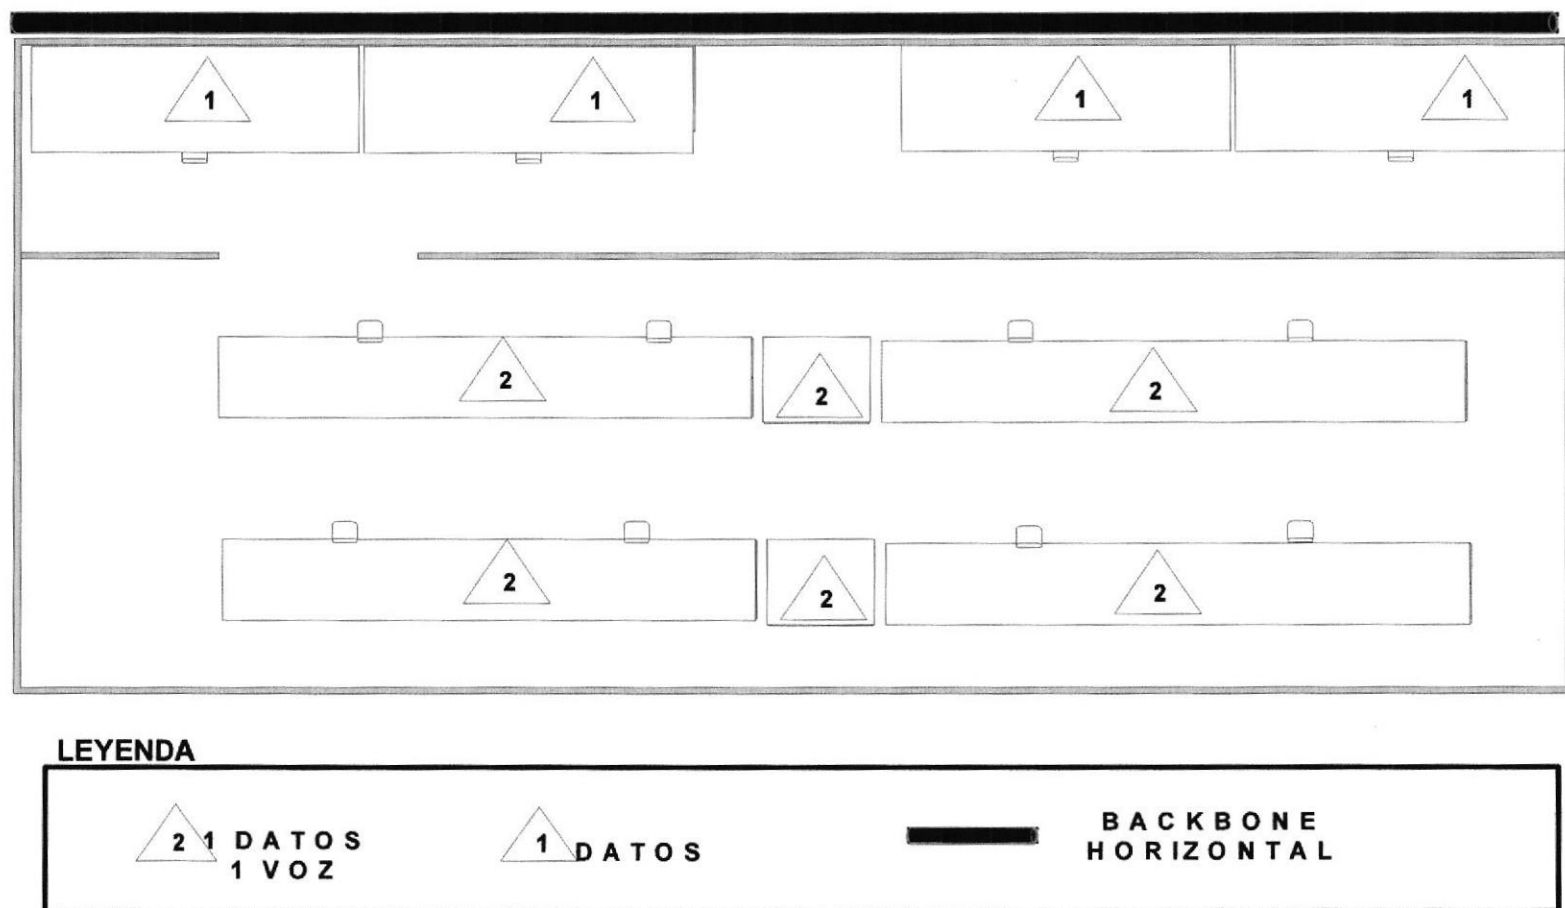 1 1 1 1
2 2 2
2 2 2
LEYENDA
2 1 DATOS
1 VOZ
1 DATOS
BACKBONE
HORIZONTAL